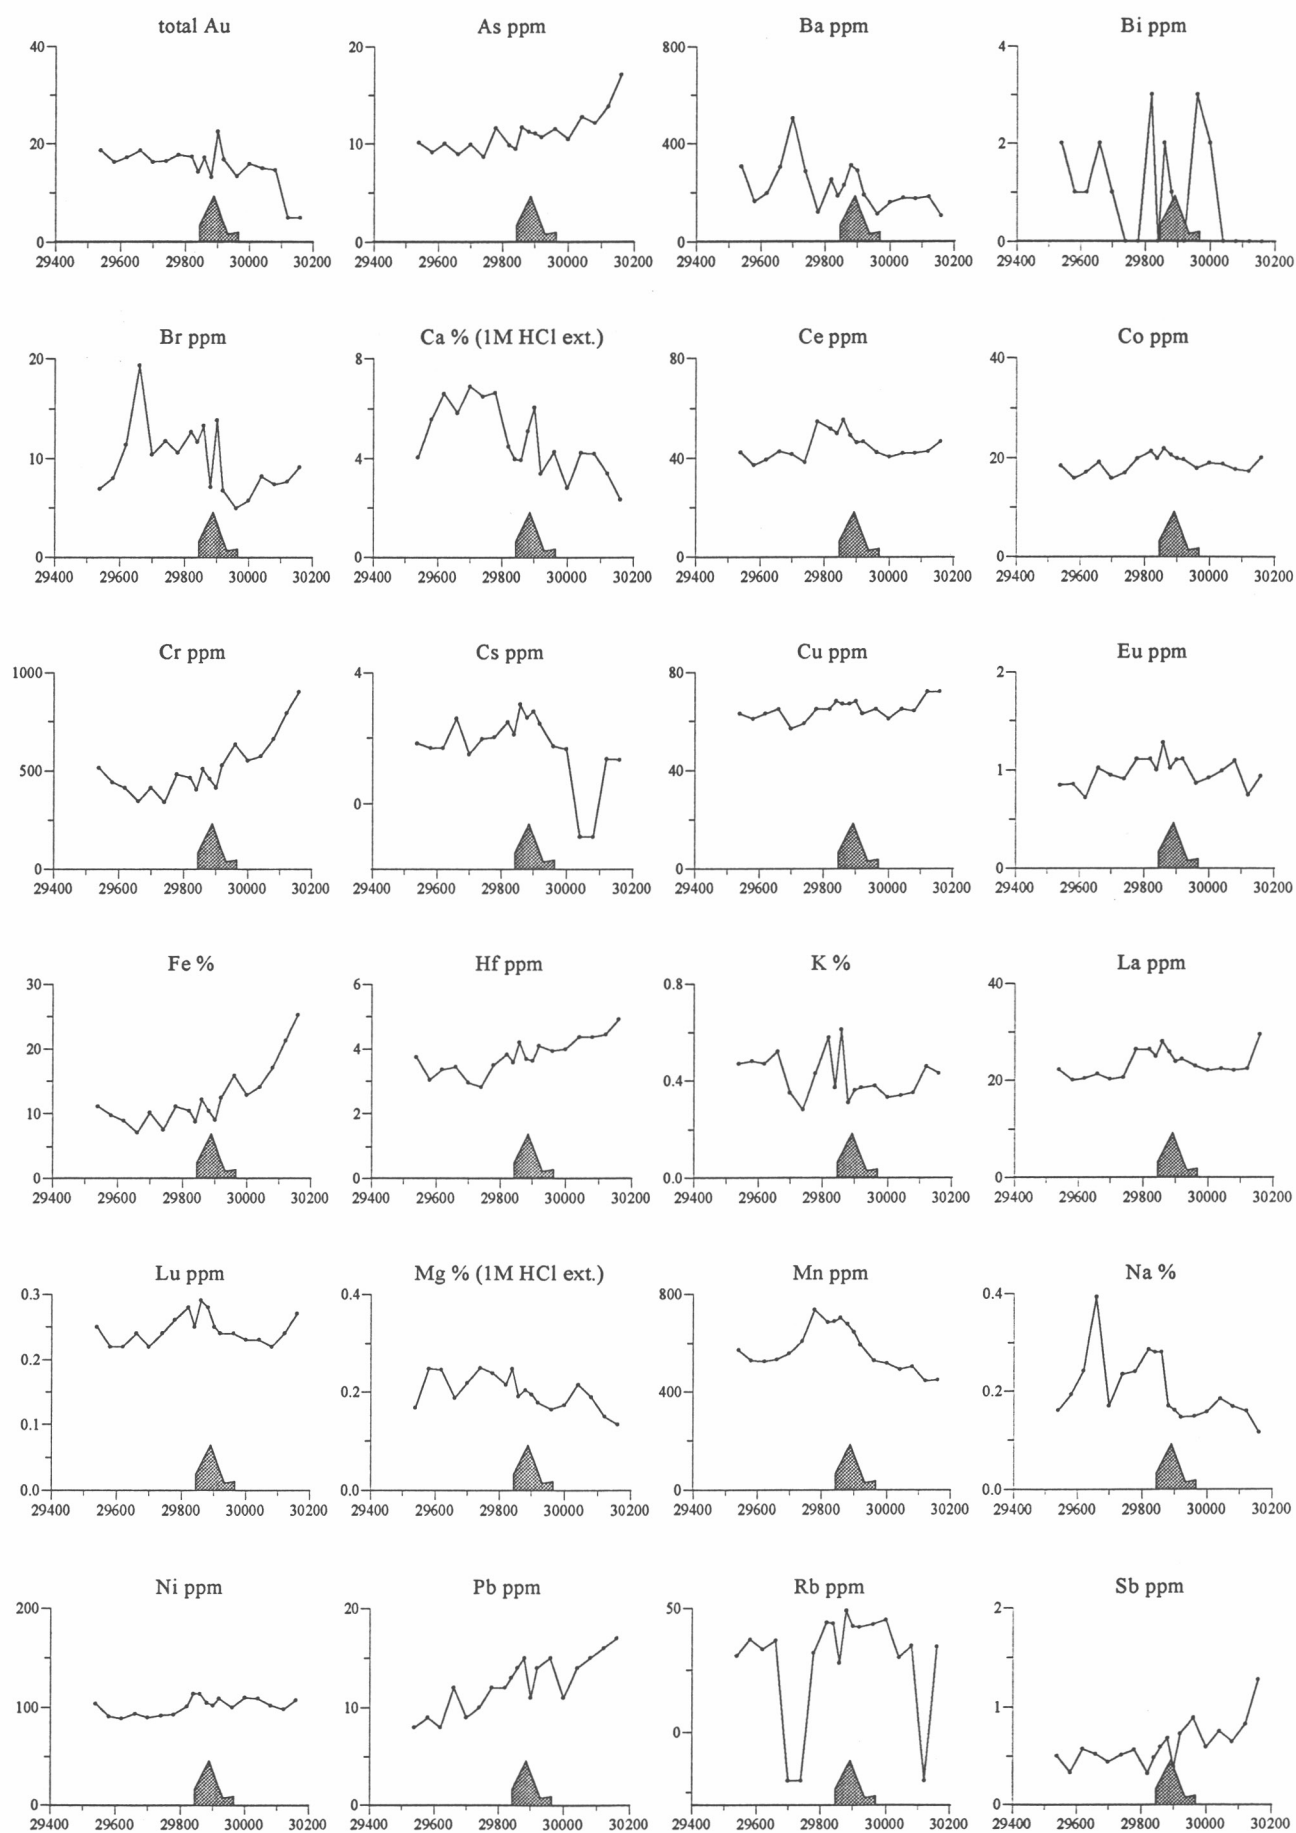 total Au As ppm Ba ppm Bi ppm
40 20 800 4
20 10 400 2
0 0 0 0
29400 29600 29800 30000 30200 29400 29600 29800 30000 30200 29400 29600 29800 30000 30200 29400 29600 29800 30000 30200
Br ppm Ca % (1M HCl ext.) Ce ppm Co ppm
20 8 80 40
10 4 40 20
0 0 0 0
29400 29600 29800 30000 30200 29400 29600 29800 30000 30200 29400 29600 29800 30000 30200 29400 29600 29800 30000 30200
Cr ppm Cs ppm Cu ppm Eu ppm
1000 4 80 2
500 0 40 1
0 0 0
29400 29600 29800 30000 30200 29400 29600 29800 30000 30200 29400 29600 29800 30000 30200 29400 29600 29800 30000 30200
Fe % Hf ppm K % La ppm
30 6 0.8 40
20 4 0.4 20
10 2
0 0 0.0 0
29400 29600 29800 30000 30200 29400 29600 29800 30000 30200 29400 29600 29800 30000 30200 29400 29600 29800 30000 30200
Lu ppm Mg % (1M HCl ext.) Mn ppm Na %
0.3 0.4 800 0.4
0.2 0.2 400 0.2
0.1
0.0 0.0 0 0.0
29400 29600 29800 30000 30200 29400 29600 29800 30000 30200 29400 29600 29800 30000 30200 29400 29600 29800 30000 30200
Ni ppm Pb ppm Rb ppm Sb ppm
200 20 50 2
100 10 0 1
0 0 0
29400 29600 29800 30000 30200 29400 29600 29800 30000 30200 29400 29600 29800 30000 30200 29400 29600 29800 30000 30200